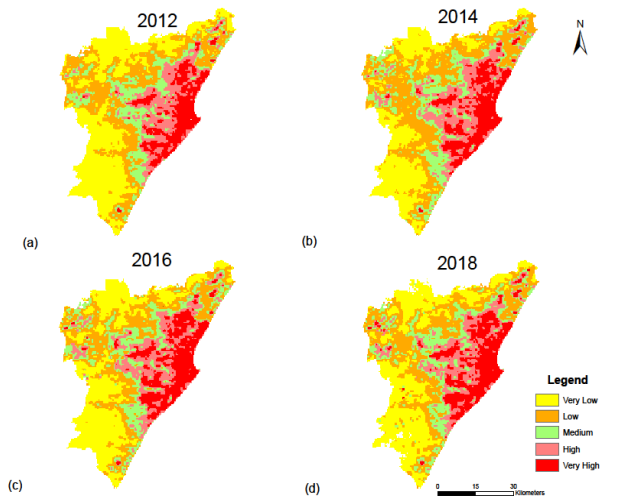 2012
2014
N
(a)
(b)
2016
2018
Legend
Very Low
Low
Medium
High
Very High
(c)
(d)
0 15 30
Kilometers